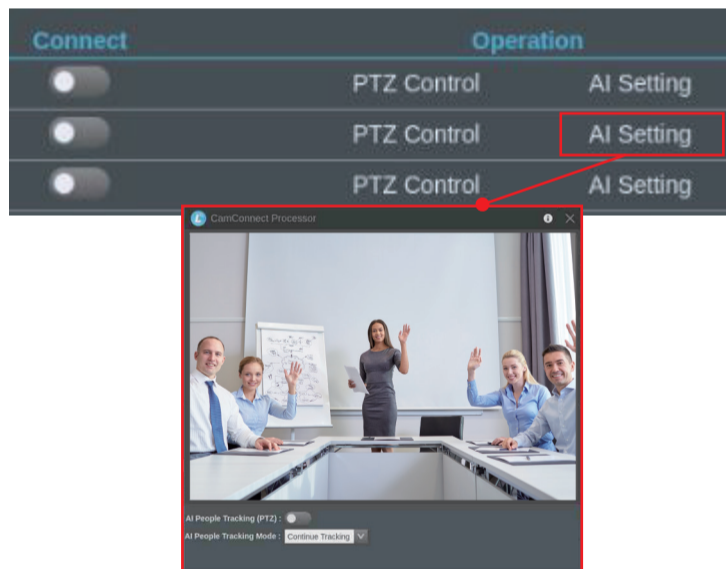 Connect Operation
PTZ Control AI Setting
PTZ Control AI Setting
PTZ Control AI Setting
CamConnect Processor
AI People Tracking (PTZ) :
AI People Tracking Mode : Continue Tracking